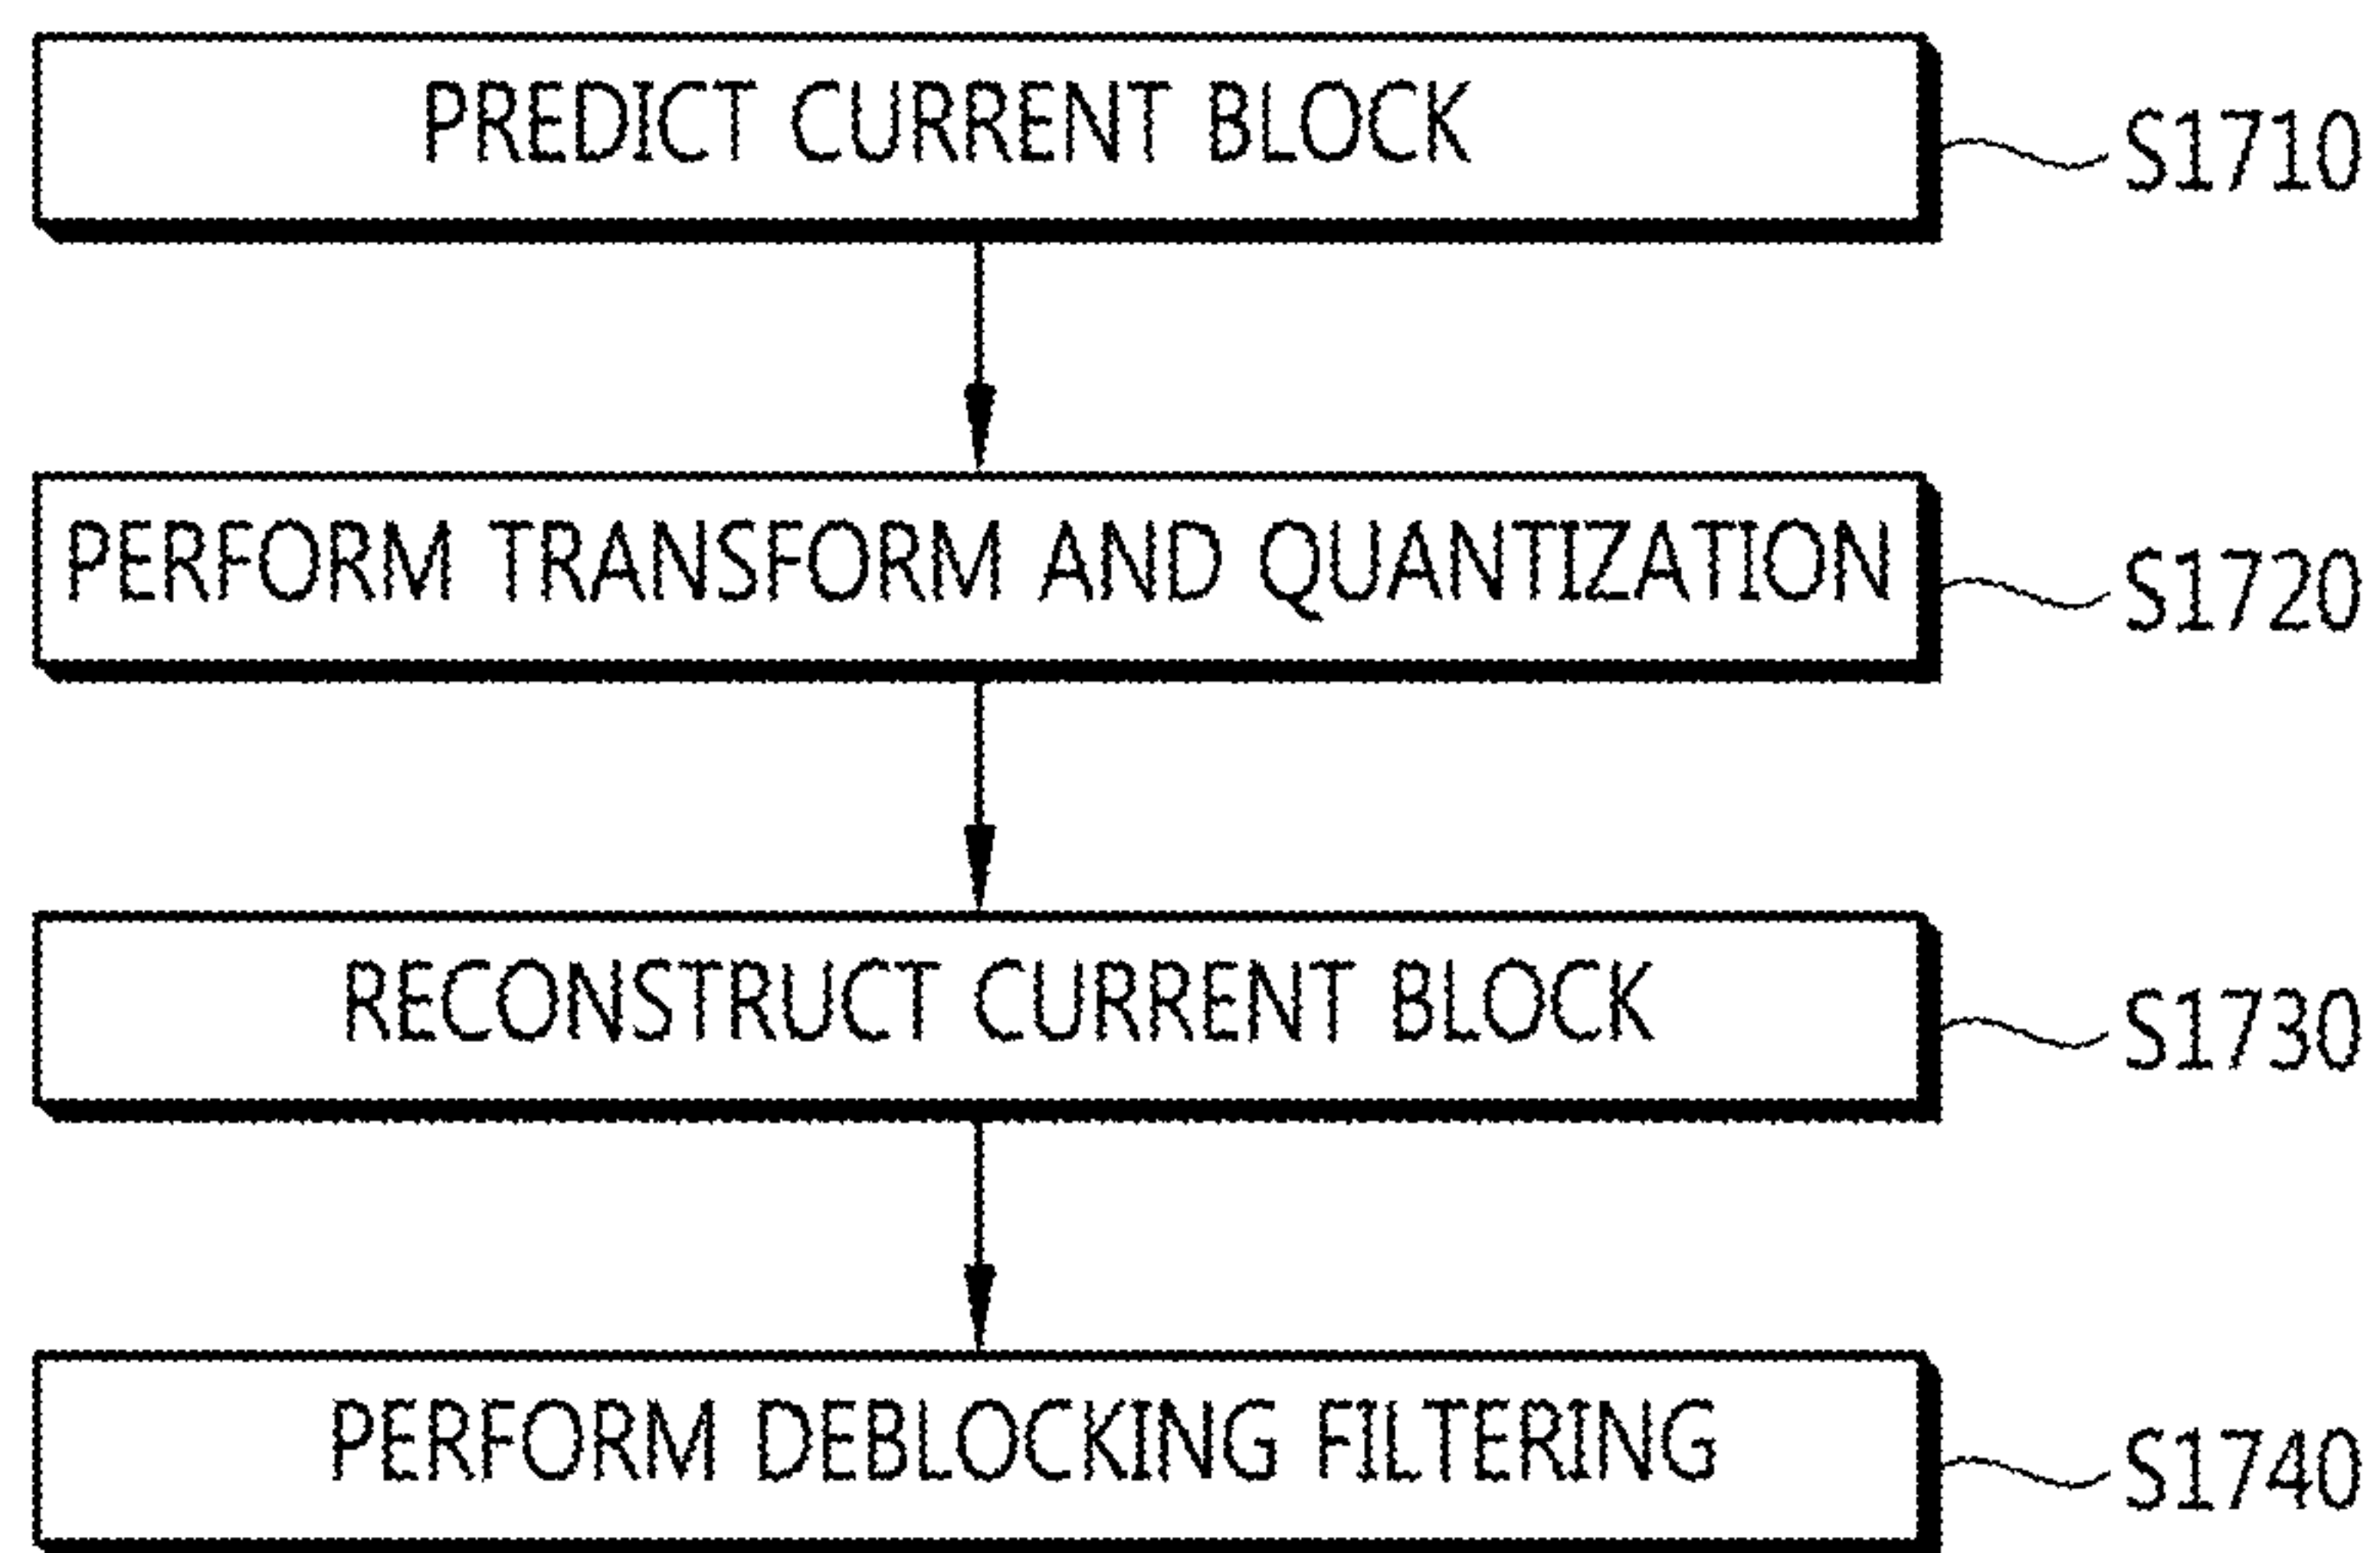 PREDICT CURRENT BLOCK
S1710
PERFORM TRANSFORM AND QUANTIZATION
S1720
RECONSTRUCT CURRENT BLOCK
S1730
PERFORM DEBLOCKING FILTERING
S1740